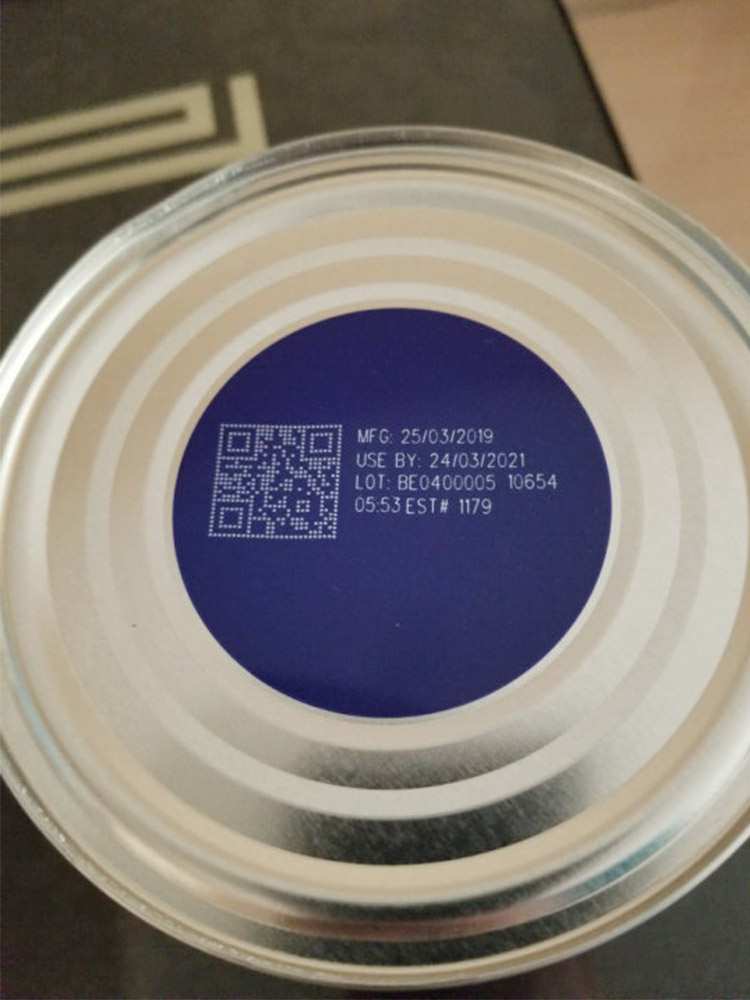 MFG: 25/03/2019
USE BY: 24/03/2021
LOT: BE0400005 10654
05:53 EST# 1179